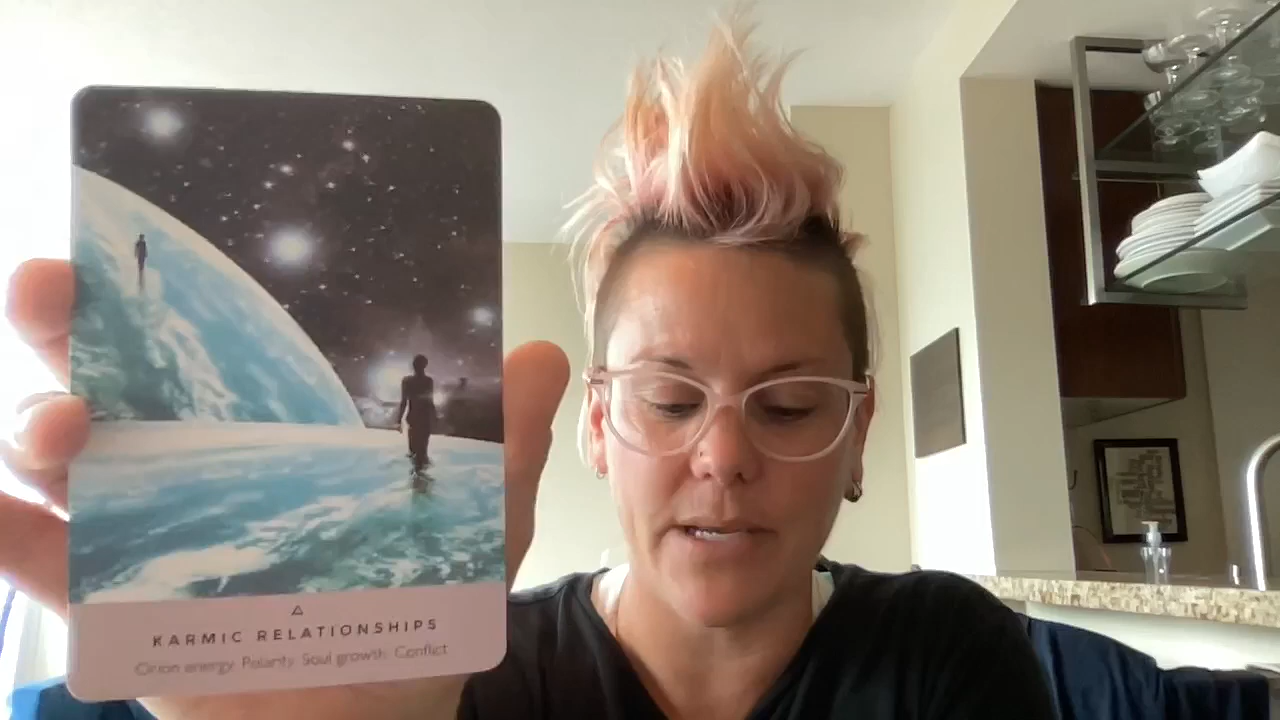 KARMIC RELATIONSHIPS
Orion energy. Polarity. Soul growth. Conflict